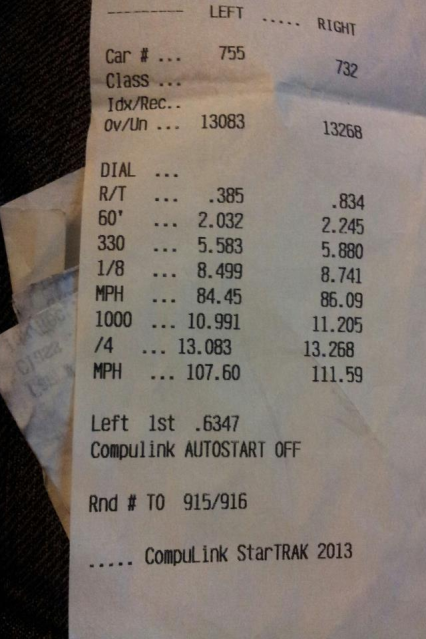 --------- LEFT ..... RIGHT
Car # ... 755 732
Class ...
Idx/Rec..
Ov/Un ... 13083 13268
DIAL ...
R/T ... .385 .834
60' ... 2.032 2.245
330 ... 5.583 5.880
1/8 ... 8.499 8.741
MPH ... 84.45 86.09
1000 ... 10.991 11.205
/4 ... 13.083 13.268
MPH ... 107.60 111.59
Left 1st .6347
Compulink AUTOSTART OFF
Rnd # TO 915/916
..... CompuLink StarTRAK 2013